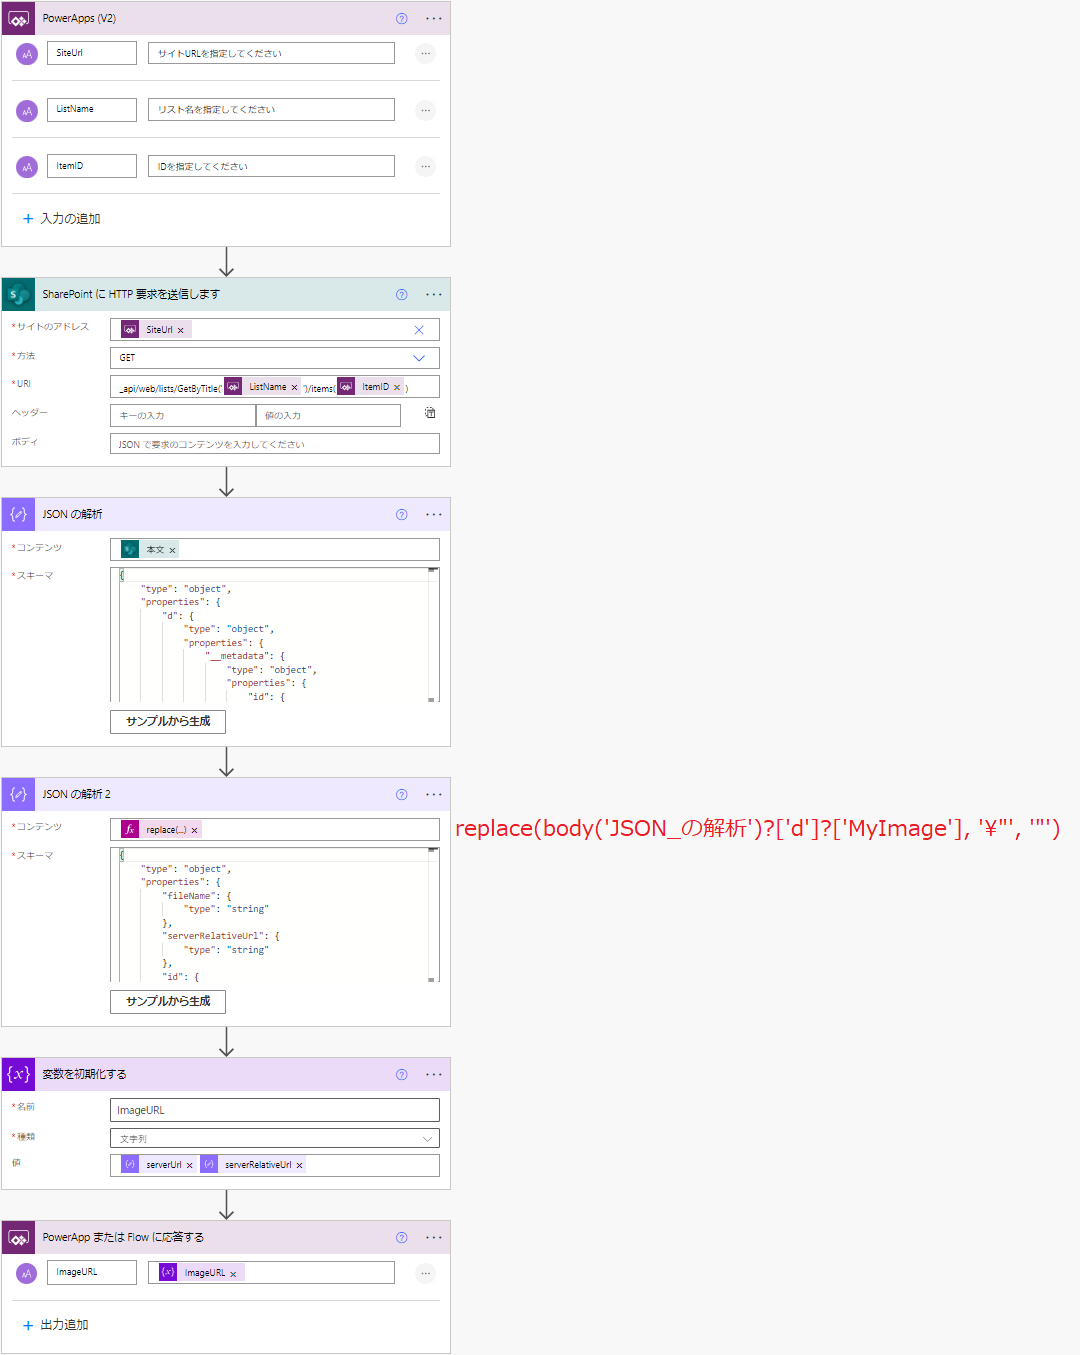 PowerApps (V2)
SiteUrl サイトURLを指定してください
ListName リスト名を指定してください
ItemID IDを指定してください
入力の追加
SharePoint に HTTP 要求を送信します
*サイトのアドレス SiteUrl
*方法 GET
*URI _api/web/lists/GetByTitle('ListName')/items(ItemID)
ヘッダー キーの入力 値の入力
ボディ JSON で要求のコンテンツを入力してください
JSON の解析
*コンテンツ 本文
*スキーマ {
"type": "object",
"properties": {
"d": {
"type": "object",
"properties": {
"__metadata": {
"type": "object",
"properties": {
"id": {
サンプルから生成
JSON の解析 2
*コンテンツ fx replace(...) replace(body('JSON_の解析')?['d']?['MyImage'], '¥"', '"')
*スキーマ {
"type": "object",
"properties": {
"fileName": {
"type": "string"
},
"serverRelativeUrl": {
"type": "string"
},
"id": {
サンプルから生成
変数を初期化する
*名前 ImageURL
*種類 文字列
値 serverUrl serverRelativeUrl
PowerApp または Flow に応答する
ImageURL ImageURL
出力追加